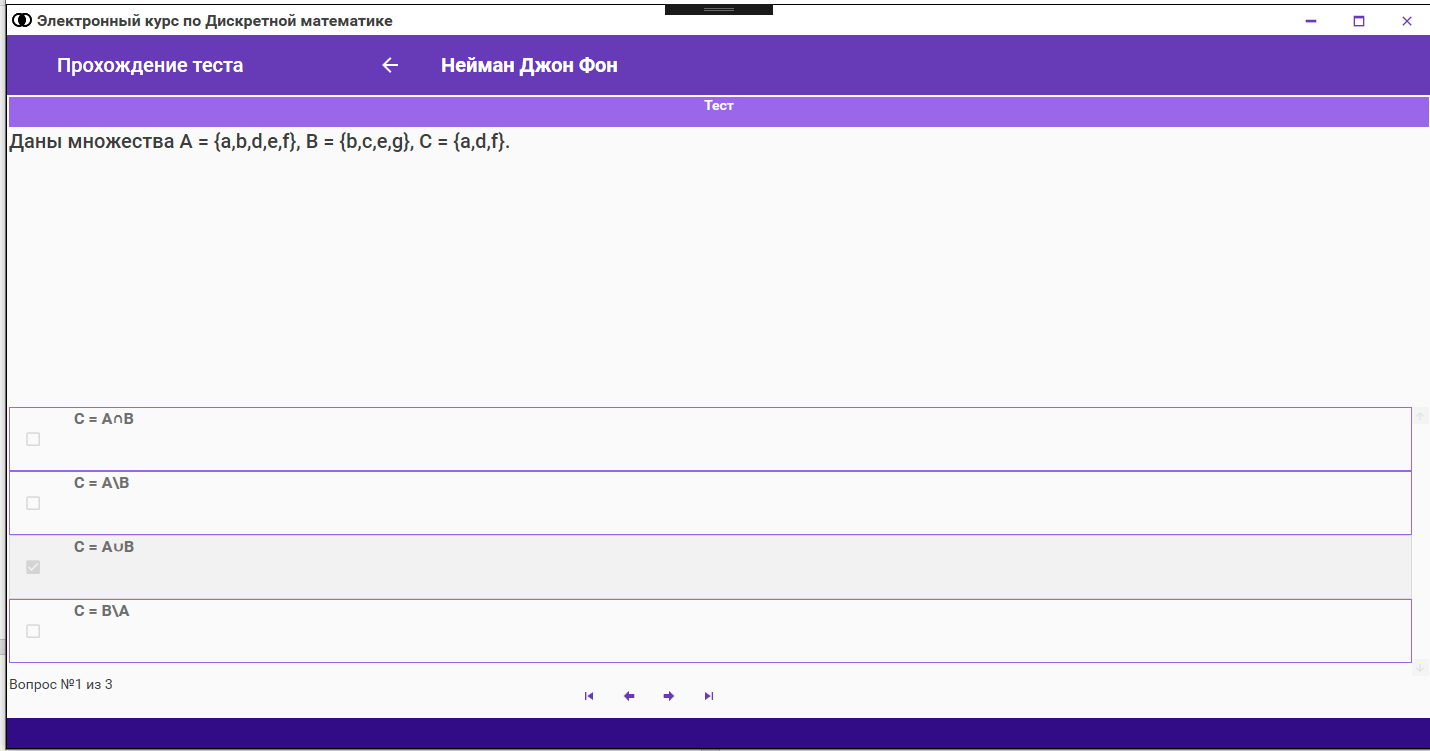 Электронный курс по Дискретной математике
Прохождение теста
Нейман Джон Фон
Тест
Даны множества A = {a,b,d,e,f}, B = {b,c,e,g}, C = {a,d,f}.
C = A∩B
C = A\B
C = A∪B
C = B\A
Вопрос №1 из 3